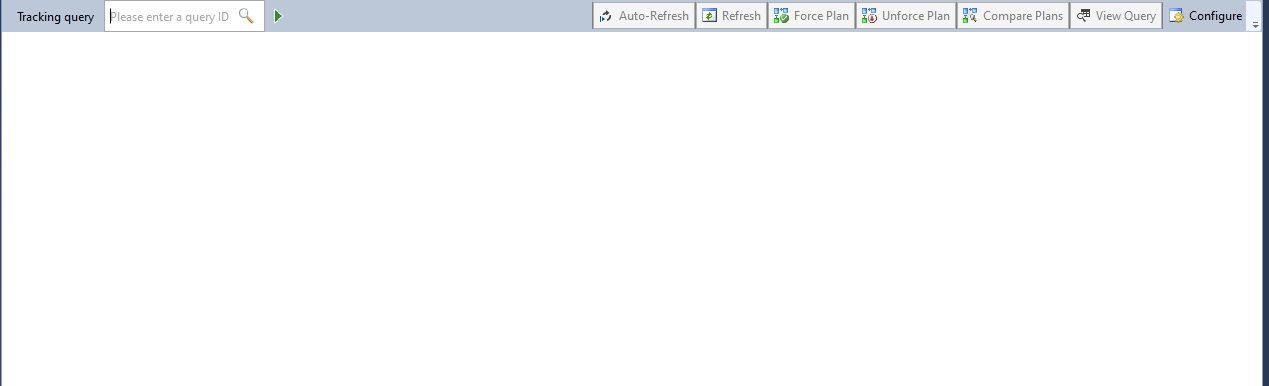 Tracking query Please enter a query ID Auto-Refresh Refresh Force Plan Unforce Plan Compare Plans View Query Configure